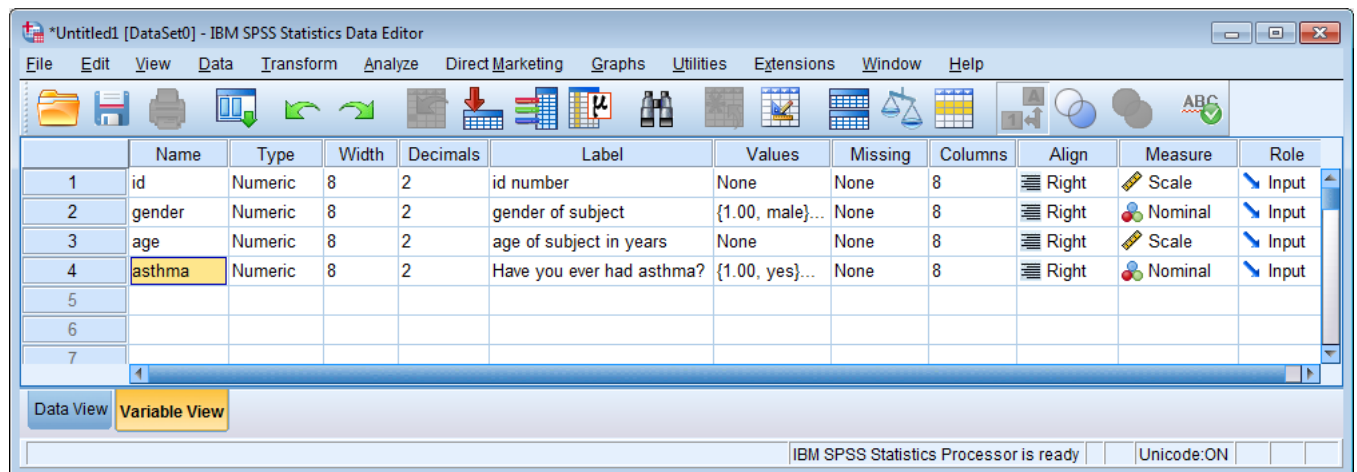 *Untitled1 [DataSet0] - IBM SPSS Statistics Data Editor
File Edit View Data Transform Analyze Direct Marketing Graphs Utilities Extensions Window Help
A
1
μ
ABC
Name Type Width Decimals Label Values Missing Columns Align Measure Role
1 id Numeric 8 2 id number None None 8 Right Scale Input
2 gender Numeric 8 2 gender of subject {1.00, male}... None 8 Right Nominal Input
3 age Numeric 8 2 age of subject in years None None 8 Right Scale Input
4 asthma Numeric 8 2 Have you ever had asthma? {1.00, yes}... None 8 Right Nominal Input
5
6
7
Data View Variable View
IBM SPSS Statistics Processor is ready Unicode:ON